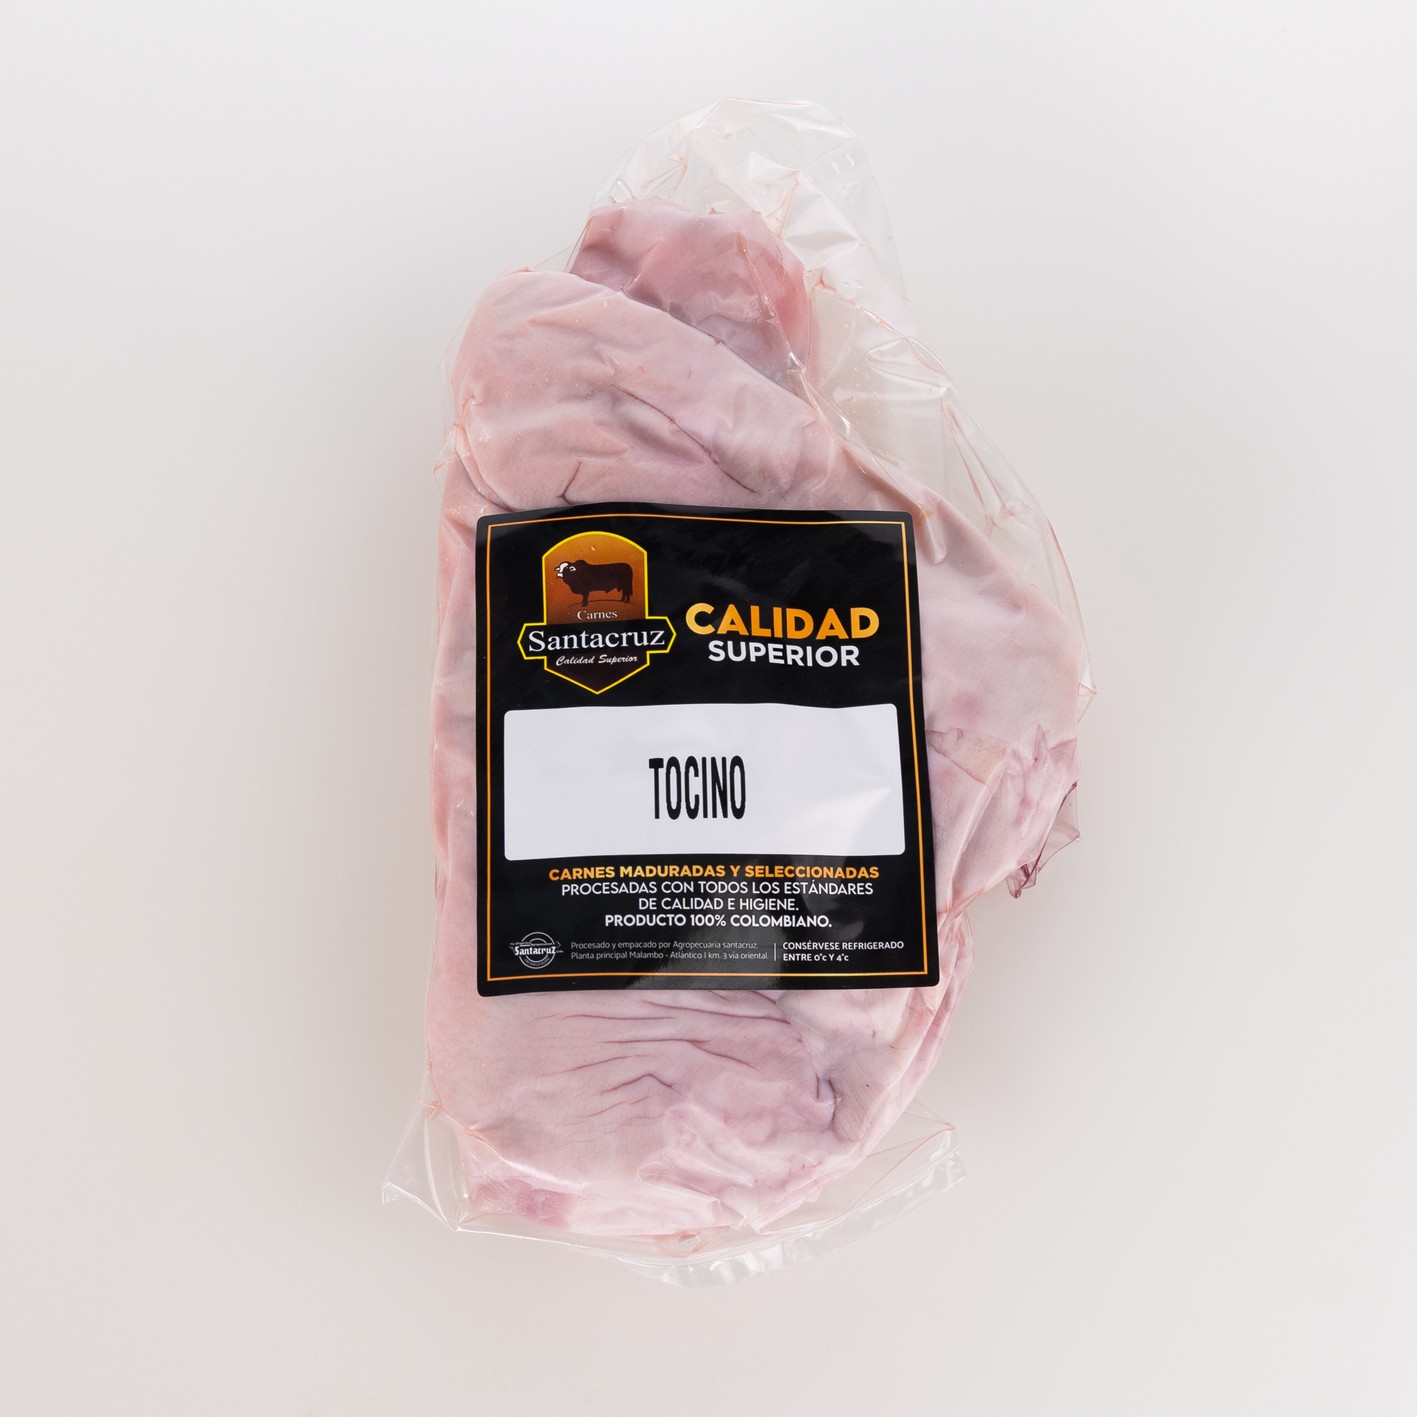 Carnes
Santacruz
Calidad Superior
CALIDAD
SUPERIOR
TOCINO
CARNES MADURADAS Y SELECCIONADAS
PROCESADAS CON TODOS LOS ESTÁNDARES
DE CALIDAD E HIGIENE.
PRODUCTO 100% COLOMBIANO.
Santacruz
Procesado y empacado por Agropecuaria santacruz.
Planta principal Malambo - Atlántico 1 km. 3 via oriental.
CONSÉRVESE REFRIGERADO
ENTRE 0°c Y 4°c